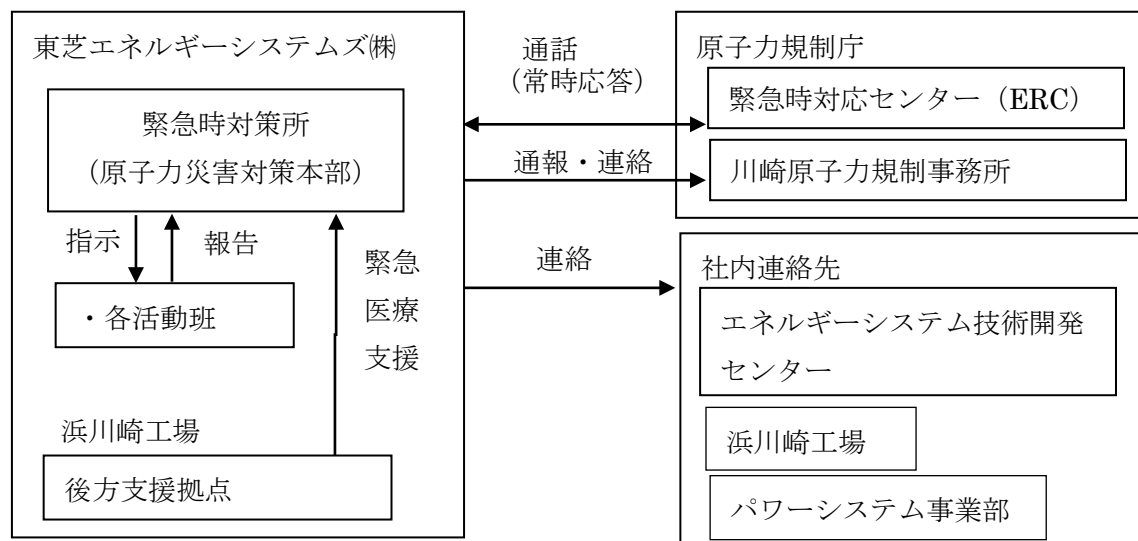 東芝エネルギーシステムズ㈱
緊急時対策所
（原子力災害対策本部）
指示
報告
・各活動班
緊急
医療
支援
浜川崎工場
後方支援拠点
通話
（常時応答）
通報・連絡
連絡
原子力規制庁
緊急時対応センター（ERC）
川崎原子力規制事務所
社内連絡先
エネルギーシステム技術開発
センター
浜川崎工場
パワーシステム事業部